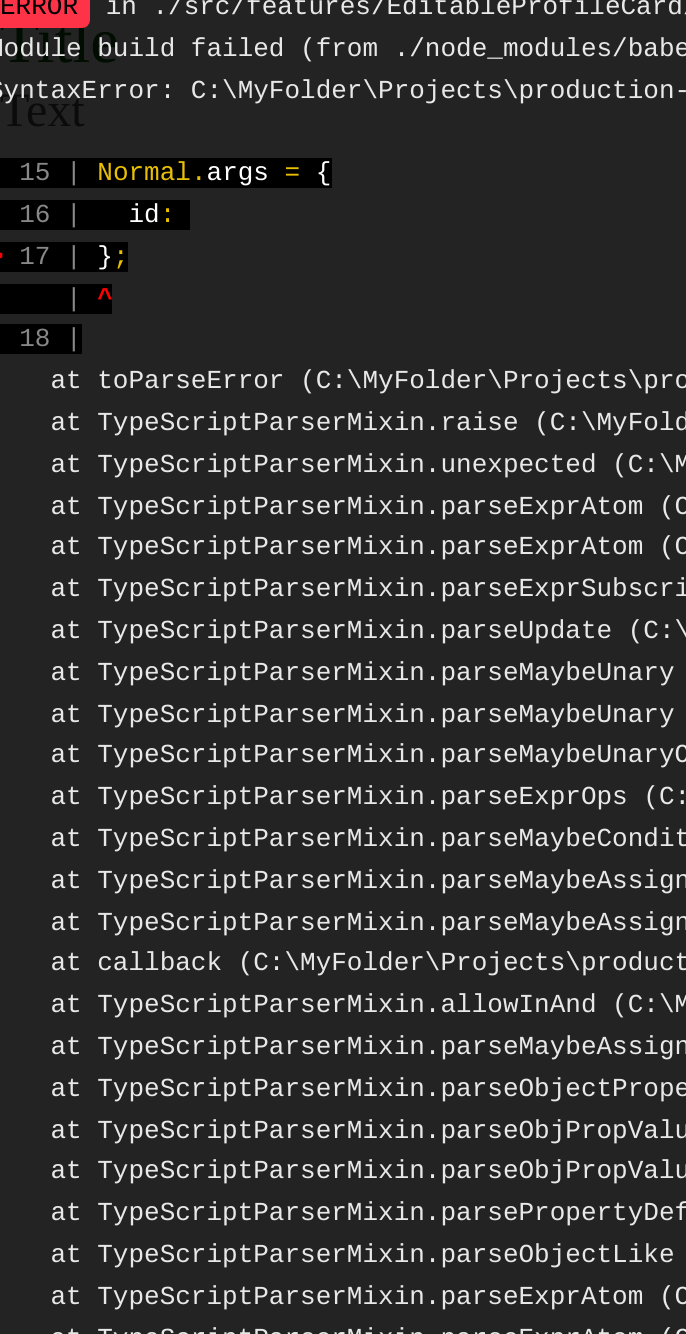 ERROR in ./src/features/EditableProfileCard
Title
Module build failed (from ./node_modules/babe
SyntaxError: C:\MyFolder\Projects\production-
Text
15 | Normal.args = {
16 |   id:
17 | };
   | ^
18 |
at toParseError (C:\MyFolder\Projects\pro
at TypeScriptParserMixin.raise (C:\MyFold
at TypeScriptParserMixin.unexpected (C:\M
at TypeScriptParserMixin.parseExprAtom (C
at TypeScriptParserMixin.parseExprAtom (C
at TypeScriptParserMixin.parseExprSubscri
at TypeScriptParserMixin.parseUpdate (C:\
at TypeScriptParserMixin.parseMaybeUnary
at TypeScriptParserMixin.parseMaybeUnary
at TypeScriptParserMixin.parseMaybeUnaryO
at TypeScriptParserMixin.parseExprOps (C:
at TypeScriptParserMixin.parseMaybeCondit
at TypeScriptParserMixin.parseMaybeAssign
at TypeScriptParserMixin.parseMaybeAssign
at callback (C:\MyFolder\Projects\product
at TypeScriptParserMixin.allowInAnd (C:\M
at TypeScriptParserMixin.parseMaybeAssign
at TypeScriptParserMixin.parseObjectPrope
at TypeScriptParserMixin.parseObjPropValu
at TypeScriptParserMixin.parseObjPropValu
at TypeScriptParserMixin.parsePropertyDef
at TypeScriptParserMixin.parseObjectLike
at TypeScriptParserMixin.parseExprAtom (C
at TypeScriptParserMixin.parseExprAtom (C